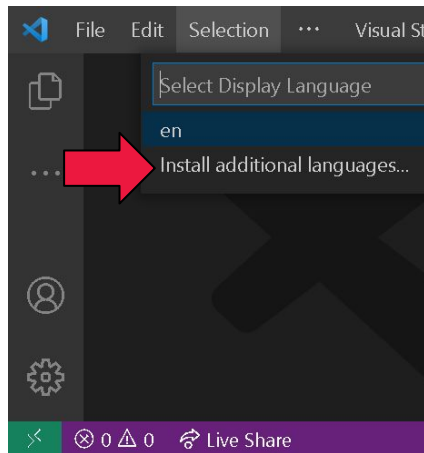 File Edit Selection ··· Visual St
Select Display Language
en
Install additional languages...
0 0 Live Share